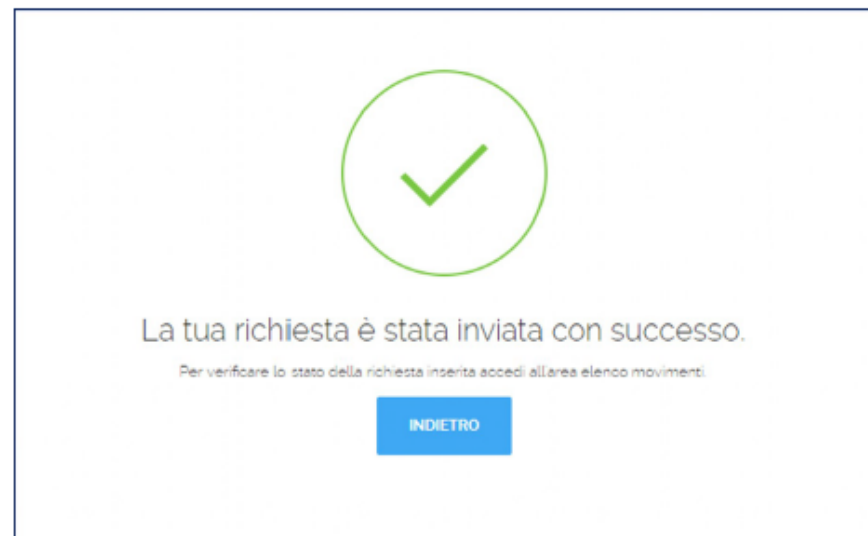 La tua richiesta è stata inviata con successo.
Per verificare lo stato della richiesta inserita accedi all'area elenco movimenti.
INDIETRO